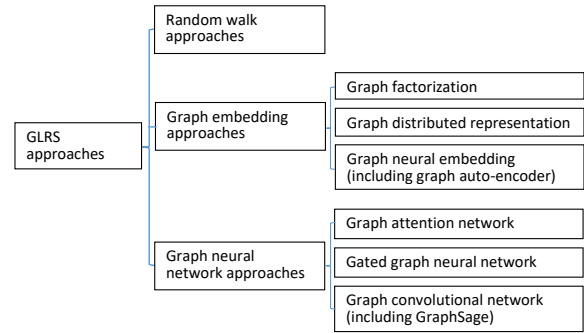 Random walk
approaches
Graph embedding
approaches
Graph factorization
Graph distributed representation
Graph neural embedding
(including graph auto-encoder)
GLRS
approaches
Graph neural
network approaches
Graph attention network
Gated graph neural network
Graph convolutional network
(including GraphSage)